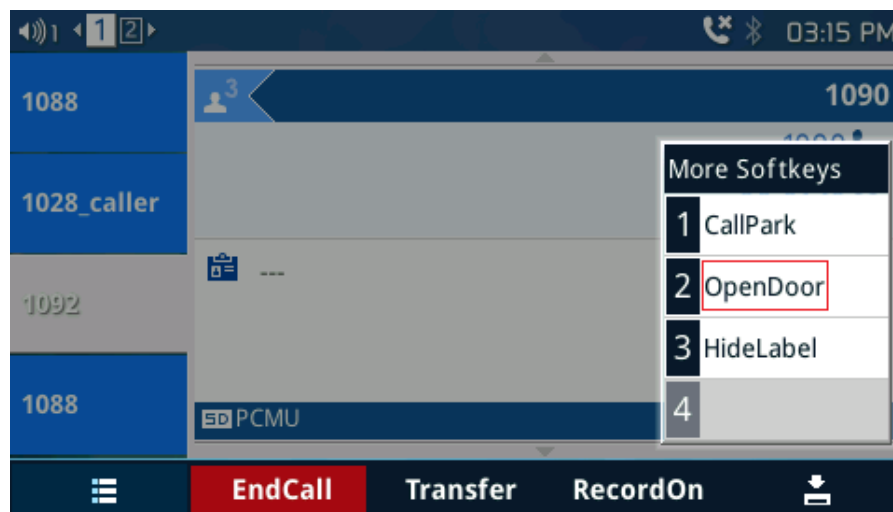 1 1 2 03:15 PM
1088
3 1090
1028_caller
---
1092
1088
SD PCMU
More Softkeys
1 CallPark
2 OpenDoor
3 HideLabel
4
EndCall Transfer RecordOn